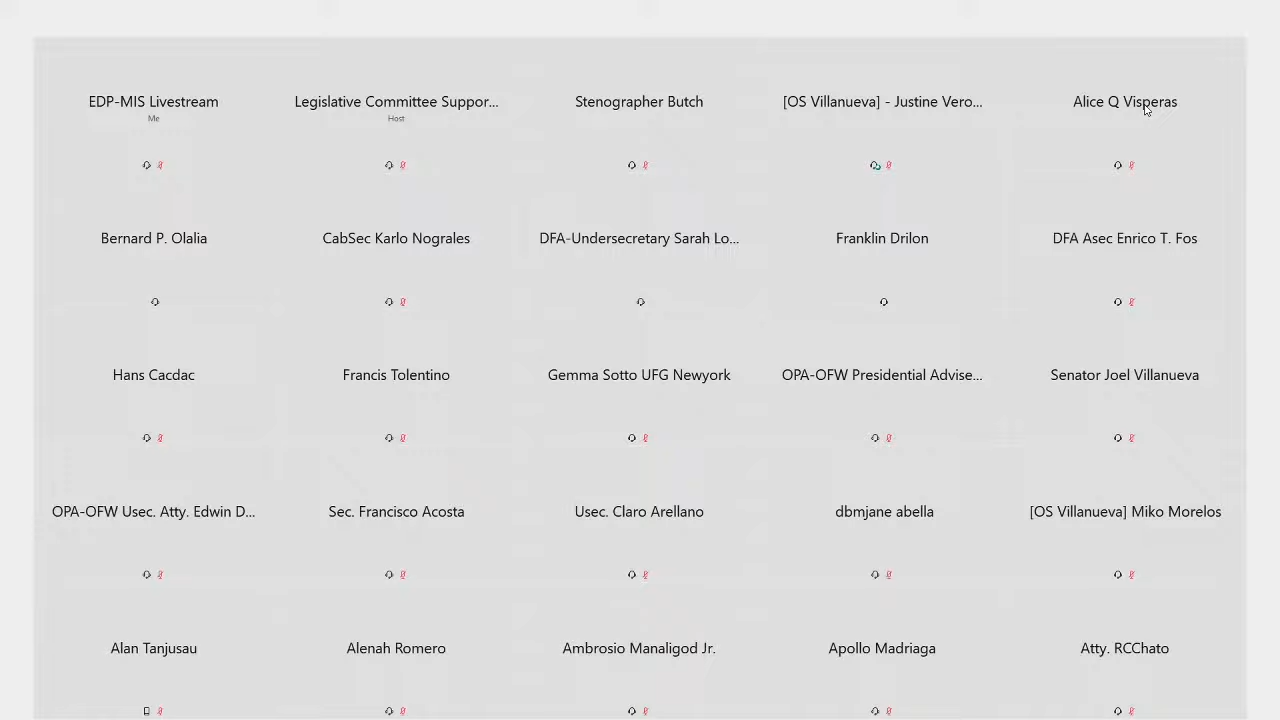 EDP-MIS Livestream
Me
Legislative Committee Suppor...
Host
Stenographer Butch
[OS Villanueva] - Justine Vero...
Alice Q Visperas
Bernard P. Olalia
CabSec Karlo Nograles
DFA-Undersecretary Sarah Lo...
Franklin Drilon
DFA Asec Enrico T. Fos
Hans Cacdac
Francis Tolentino
Gemma Sotto UFG Newyork
OPA-OFW Presidential Advise...
Senator Joel Villanueva
OPA-OFW Usec. Atty. Edwin D...
Sec. Francisco Acosta
Usec. Claro Arellano
dbmjane abella
[OS Villanueva] Miko Morelos
Alan Tanjusau
Alenah Romero
Ambrosio Manaligod Jr.
Apollo Madriaga
Atty. RCChato